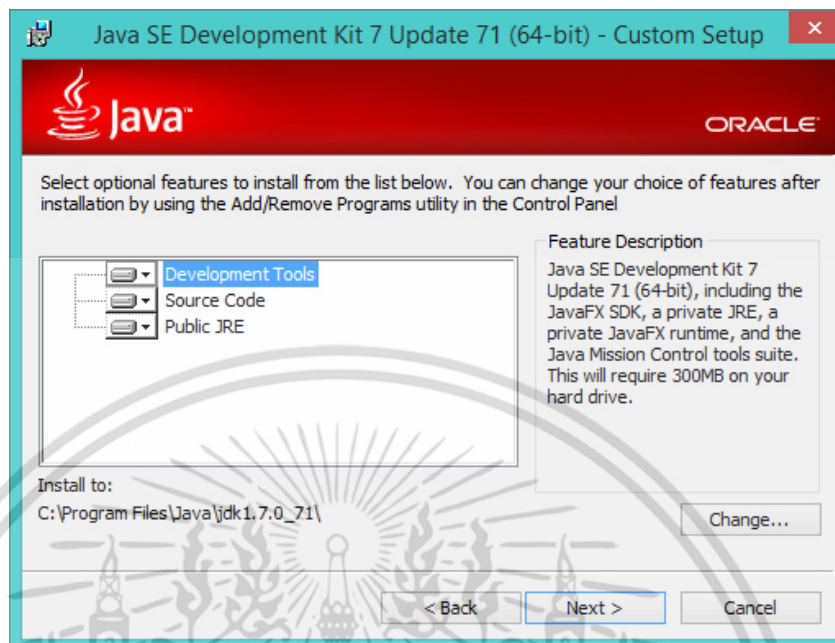 Java SE Development Kit 7 Update 71 (64-bit) - Custom Setup
Java™
ORACLE
Select optional features to install from the list below. You can change your choice of features after
installation by using the Add/Remove Programs utility in the Control Panel
Development Tools
Source Code
Public JRE
Feature Description
Java SE Development Kit 7
Update 71 (64-bit), including the
JavaFX SDK, a private JRE, a
private JavaFX runtime, and the
Java Mission Control tools suite.
This will require 300MB on your
hard drive.
Install to:
C:\Program Files\Java\jdk1.7.0_71\
Change...
< Back
Next >
Cancel